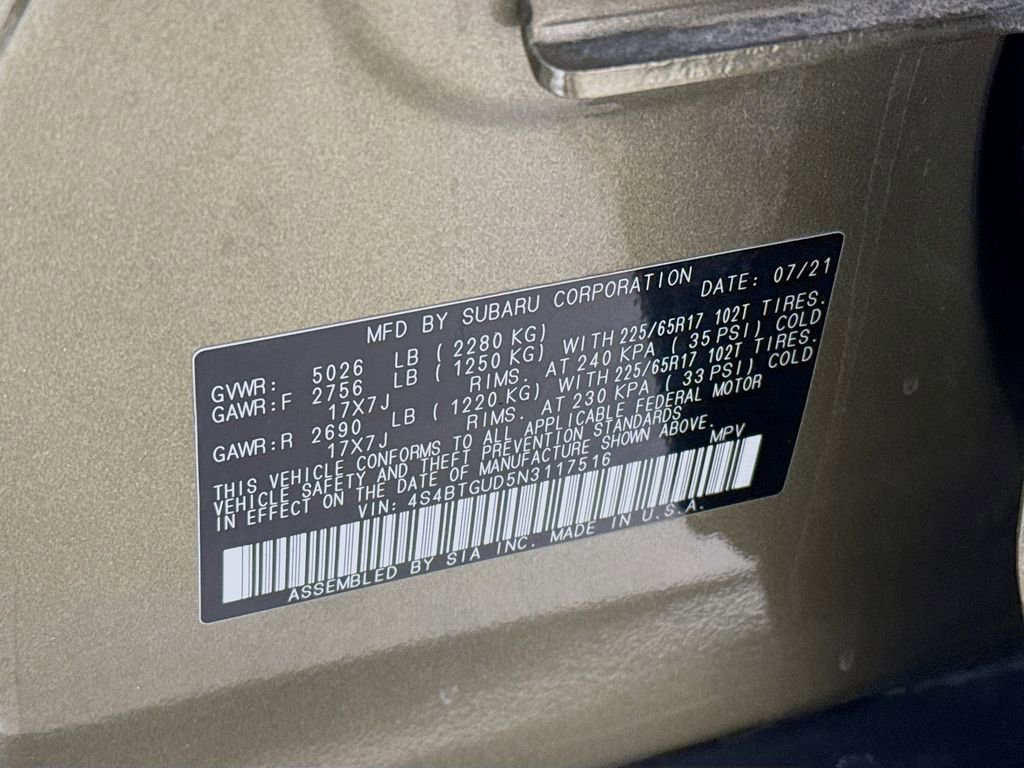 MFD BY SUBARU CORPORATION DATE: 07/21
GVWR: 5026 LB ( 2280 KG)
GAWR:F 2756 LB ( 1250 KG) WITH 225/65R17 102T TIRES.
17X7J RIMS. AT 240 KPA ( 35 PSI) COLD
GAWR:R 2690 LB ( 1220 KG) WITH 225/65R17 102T TIRES.
17X7J RIMS. AT 230 KPA ( 33 PSI) COLD
THIS VEHICLE CONFORMS TO ALL APPLICABLE FEDERAL MOTOR
VEHICLE SAFETY AND THEFT PREVENTION STANDARDS
IN EFFECT ON THE DATE OF MANUFACTURE SHOWN ABOVE.
VIN: 4S4BTGUD5N3117516 MPV
ASSEMBLED BY SIA INC. MADE IN U.S.A.